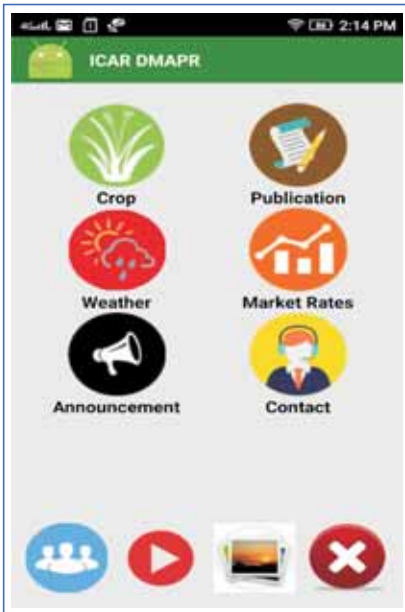 2:14 PM
ICAR DMAPR
Crop
Publication
Weather
Market Rates
Announcement
Contact